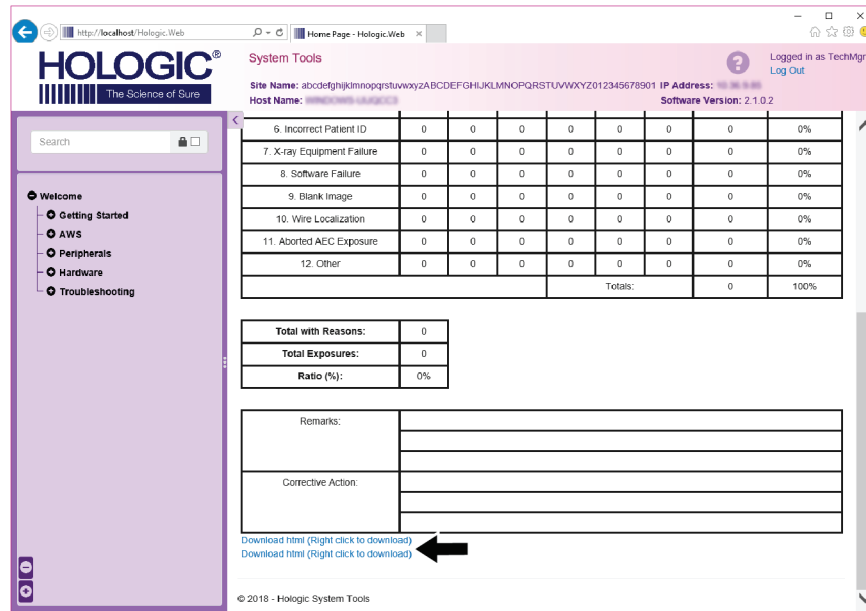 http://localhost/Hologic.Web
Home Page - Hologic.Web
HOLOGIC®
The Science of Sure
System Tools
Logged in as TechMgr
Log Out
Site Name: abcdefghijklmnopqrstuvwxyzABCDEFGHIJKLMNOPQRSTUVWXYZ012345678901 IP Address:
Host Name: Software Version: 2.1.0.2
Search
Welcome
Getting Started
AWS
Peripherals
Hardware
Troubleshooting
6. Incorrect Patient ID 0 0 0 0 0 0 0 0%
7. X-ray Equipment Failure 0 0 0 0 0 0 0 0%
8. Software Failure 0 0 0 0 0 0 0 0%
9. Blank Image 0 0 0 0 0 0 0 0%
10. Wire Localization 0 0 0 0 0 0 0 0%
11. Aborted AEC Exposure 0 0 0 0 0 0 0 0%
12. Other 0 0 0 0 0 0 0 0%
Totals: 0 100%
Total with Reasons: 0
Total Exposures: 0
Ratio (%): 0%
Remarks:
Corrective Action:
Download html (Right click to download)
Download html (Right click to download)
© 2018 - Hologic System Tools